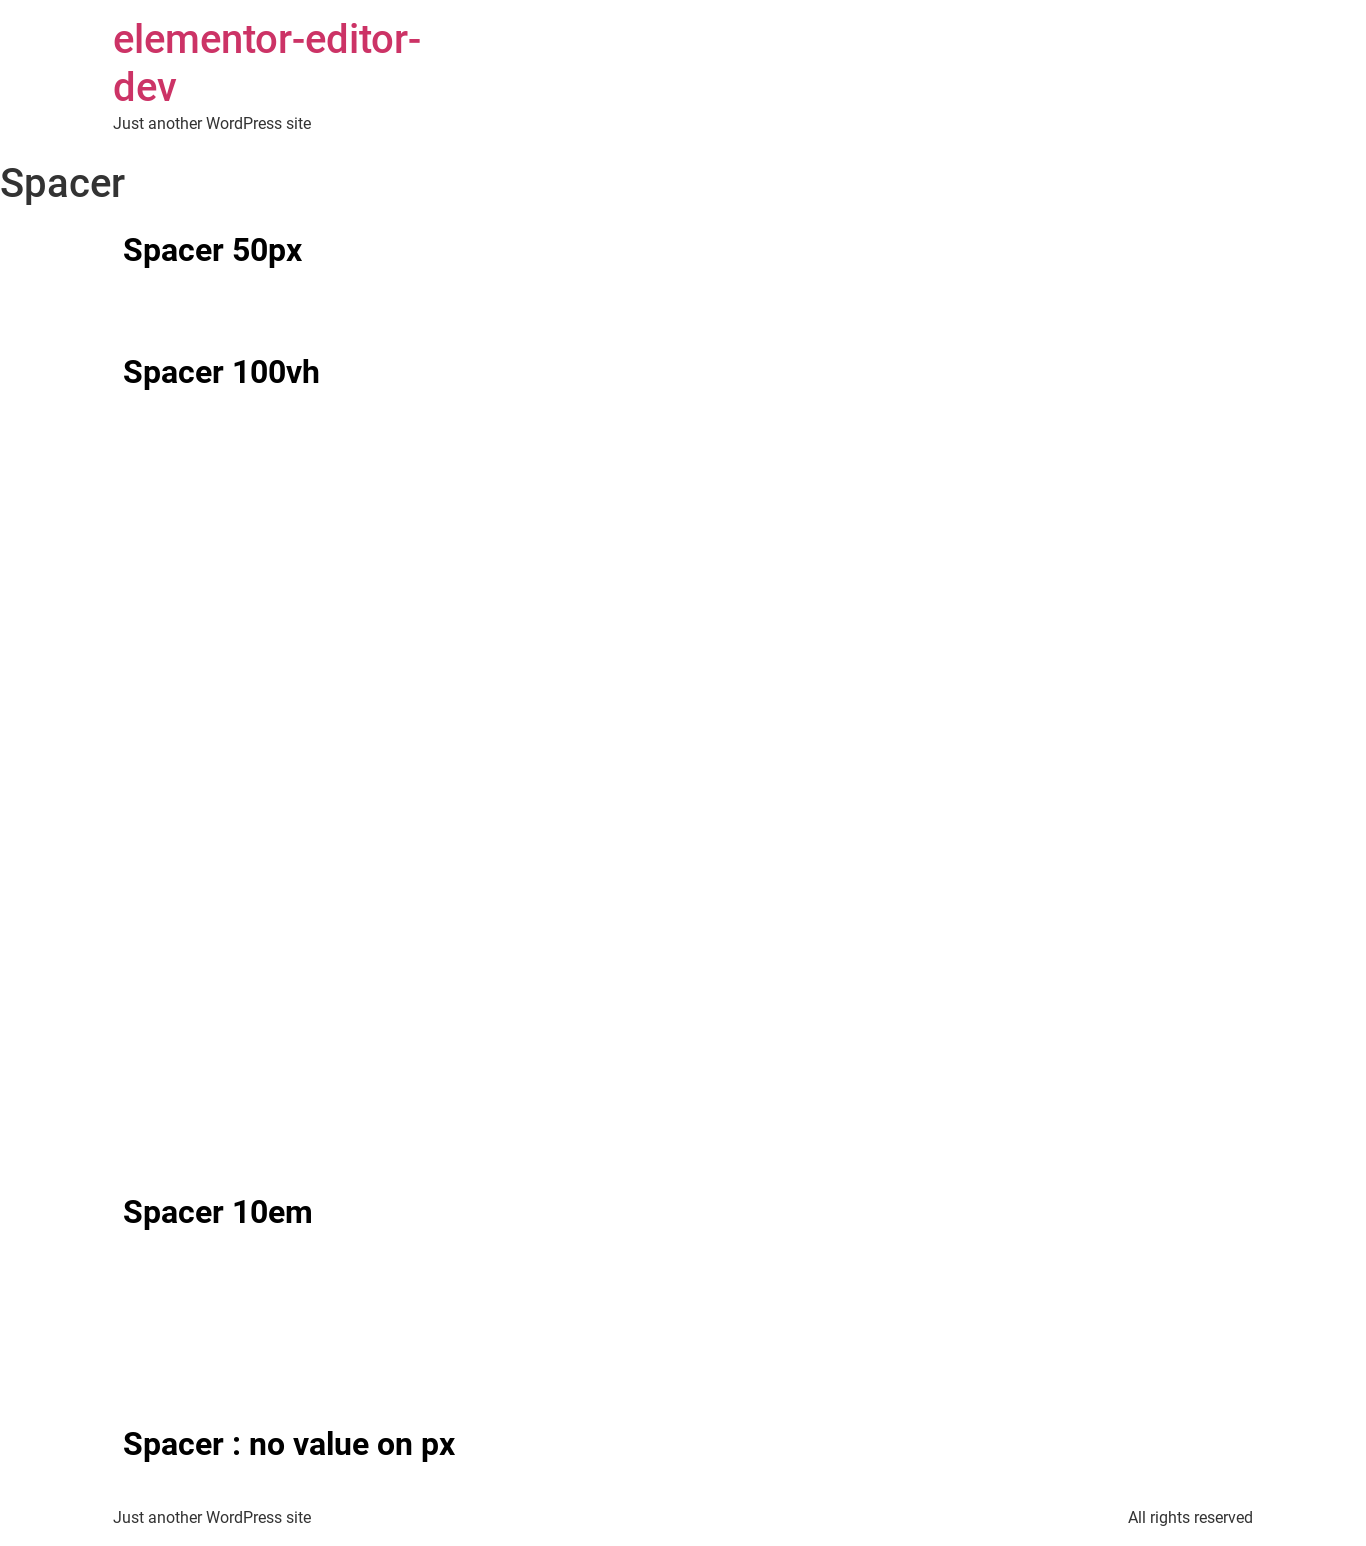 elementor-editor-
dev
Just another WordPress site
Spacer
Spacer 50px
Spacer 100vh
Spacer 10em
Spacer : no value on px
Just another WordPress site
All rights reserved